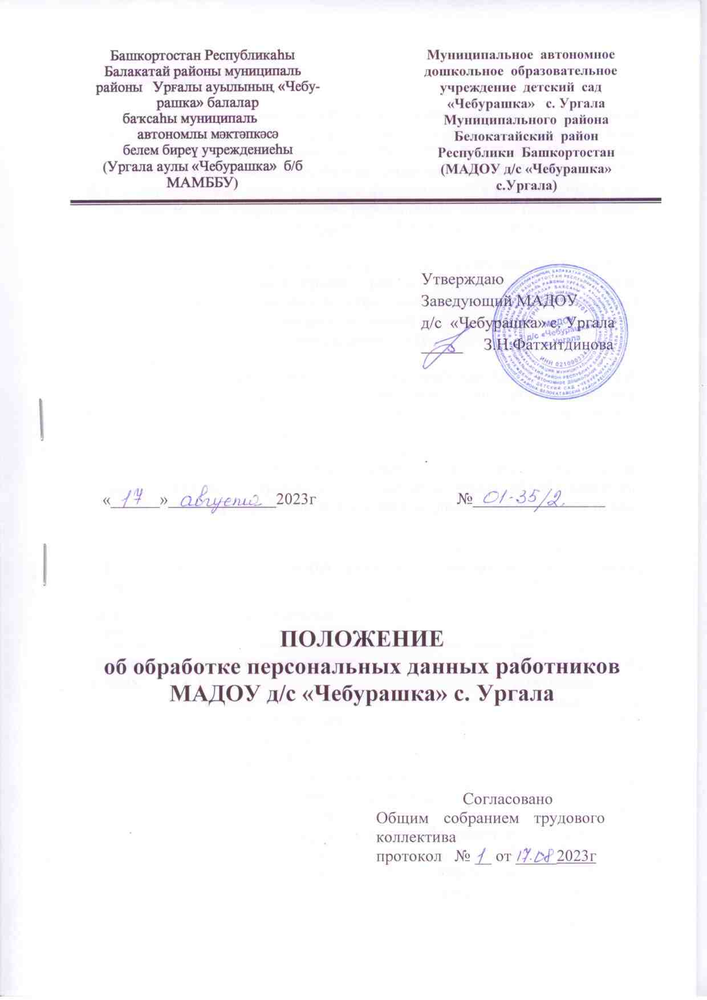 Башкортостан Республикаһы
Балакатай районы муниципаль
районы Урғалы ауылының «Чебу-
рашка» балалар
баҡсаһы муниципаль
автономлы мәктәпкәсә
белем биреү учреждениеһы
(Ургала аулы «Чебурашка» б/б
МАМББУ)
Муниципальное автономное
дошкольное образовательное
учреждение детский сад
«Чебурашка» с. Ургала
Муниципального района
Белокатайский район
Республики Башкортостан
(МАДОУ д/с «Чебурашка»
с.Ургала)
Утверждаю
Заведующий МАДОУ
д/с «Чебурашка» с. Ургала
З.Н.Фатхитдинова
МАДОУ
д/с «Чебурашка»
с. Ургала
«17» августа 2023г
№ 01-35/2
ПОЛОЖЕНИЕ
об обработке персональных данных работников
МАДОУ д/с «Чебурашка» с. Ургала
Согласовано
Общим собранием трудового
коллектива
протокол № 1 от 17.08 2023г